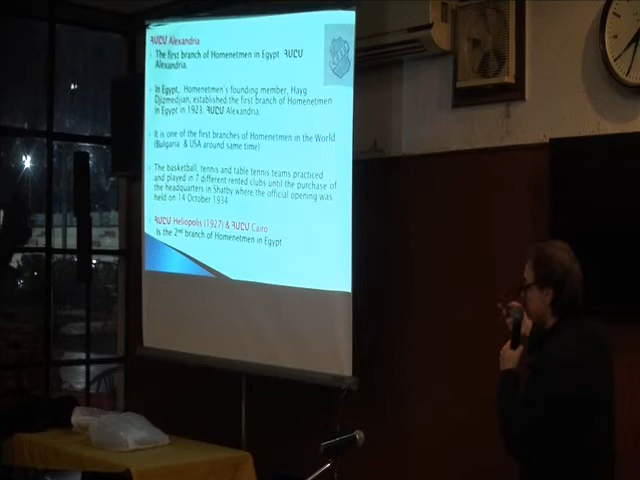 ՀՄԸՄ Alexandria
The first branch of Homenetmen in Egypt ՀՄԸՄ
Alexandria.
In Egypt, Homenetmen's founding member, Hayg
Djizmedjian, established the first branch of Homenetmen
in Egypt in 1923: ՀՄԸՄ Alexandria.
It is one of the first branches of Homenetmen in the World
(Bulgaria & USA around same time)
The basketball, tennis and table tennis teams practiced
and played in 7 different rented clubs until the purchase of
the headquarters in Shatby where the official opening was
held on 14 October 1934.
ՀՄԸՄ Heliopolis (1927) & ՀՄԸՄ Cairo
Is the 2nd branch of Homenetmen in Egypt